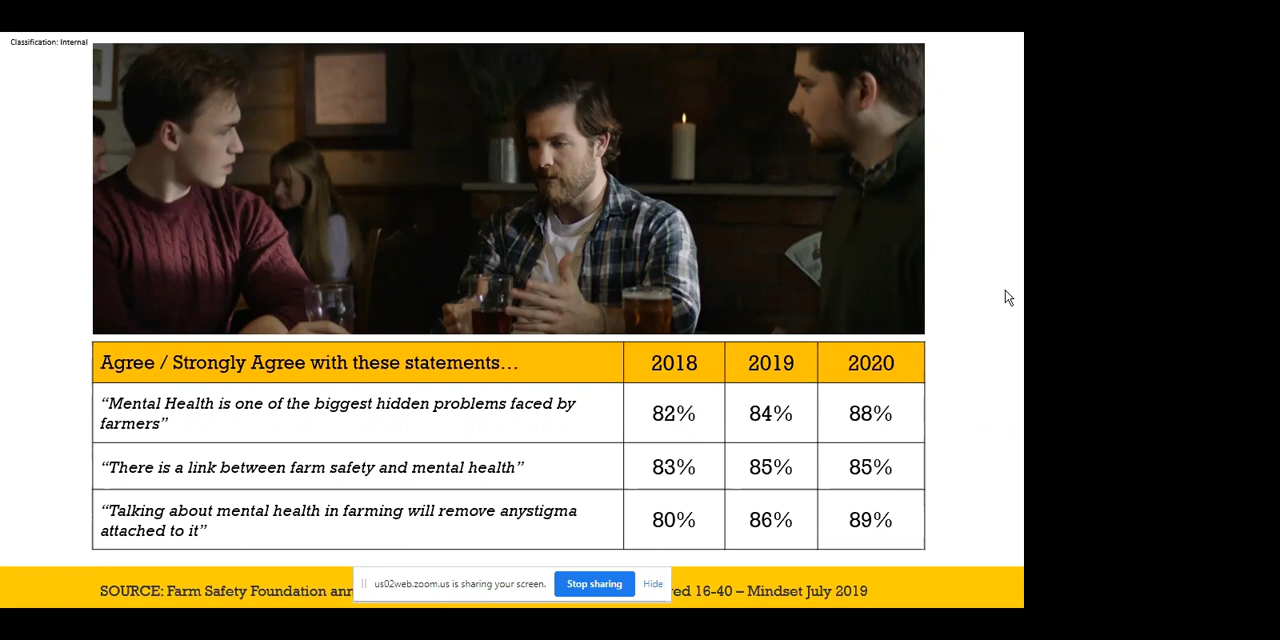 Classification: Internal
Agree / Strongly Agree with these statements… 2018 2019 2020
“Mental Health is one of the biggest hidden problems faced by
farmers” 82% 84% 88%
“There is a link between farm safety and mental health” 83% 85% 85%
“Talking about mental health in farming will remove anystigma
attached to it” 80% 86% 89%
SOURCE: Farm Safety Foundation
us02web.zoom.us is sharing your screen. Stop sharing Hide
16-40 – Mindset July 2019